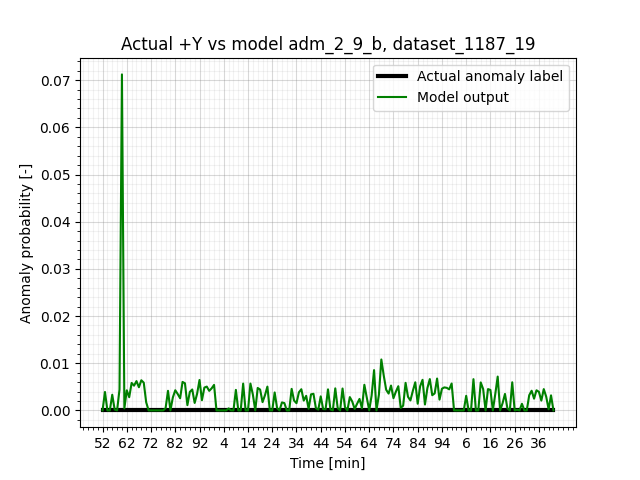 Actual +Y vs model adm_2_9_b, dataset_1187_19
Actual anomaly label
Model output
Anomaly probability [-]
0.07
0.06
0.05
0.04
0.03
0.02
0.01
0.00
52 62 72 82 92 4 14 24 34 44 54 64 74 84 94 6 16 26 36
Time [min]